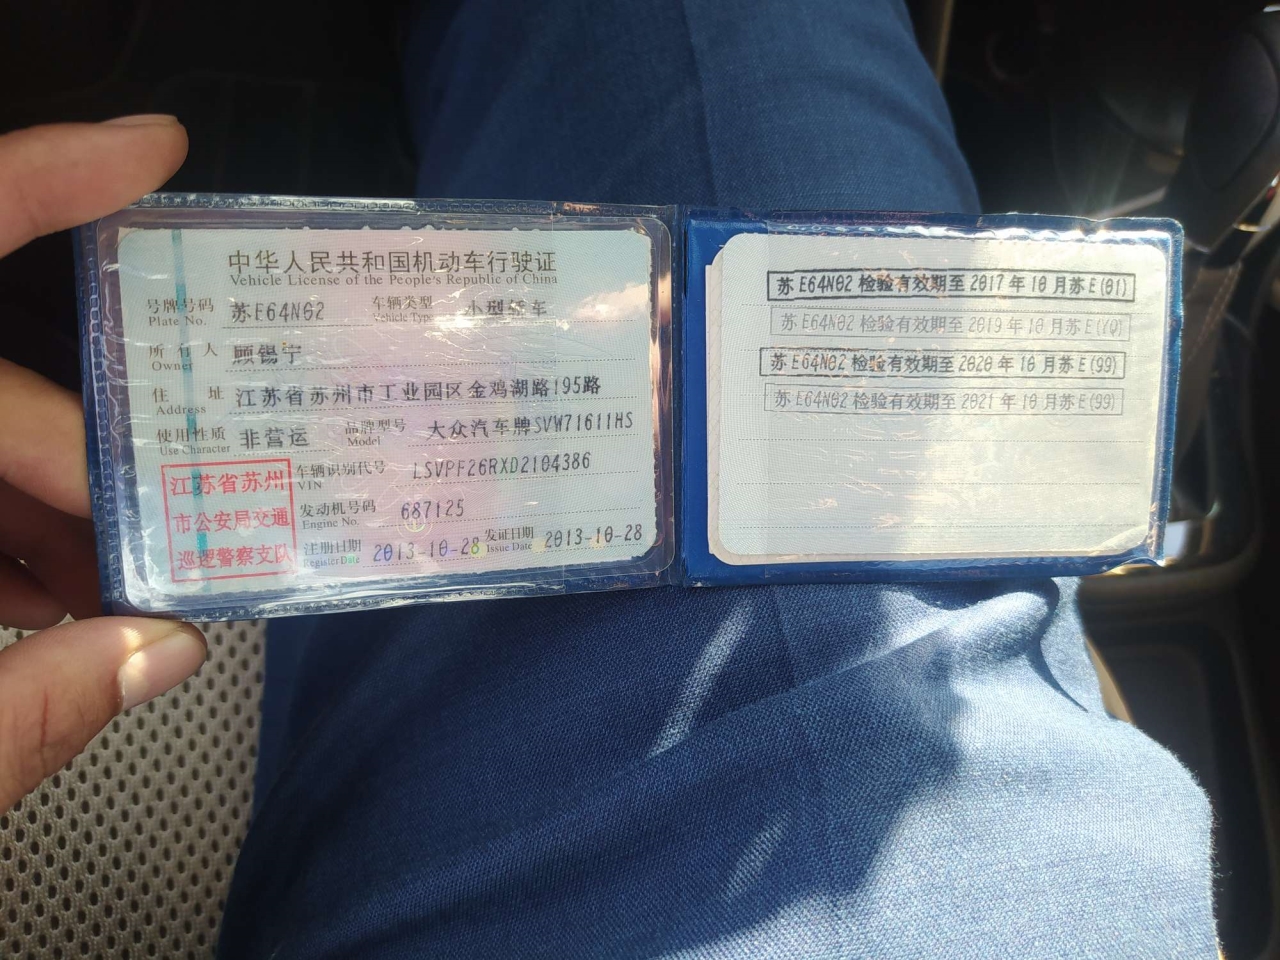 中华人民共和国机动车行驶证
Vehicle License of the People's Republic of China
号牌号码 苏E64N02 车辆类型 小型轿车
Plate No. Vehicle Type
所有人 顾锡宁
Owner
住址 江苏省苏州市工业园区金鸡湖路195路
Address
使用性质 非营运 品牌型号 大众汽车牌SVW71611HS
Use Character Model
江苏省苏州
市公安局交通
巡逻警察支队
车辆识别代号 LSVPF26RXD2104386
VIN
发动机号码 687125
Engine No.
注册日期 2013-10-28 发证日期 2013-10-28
Register Date Issue Date
苏E64N02 检验有效期至 2017 年 10 月苏E(01)
苏E64N02 检验有效期至 2019 年 10 月苏E(YQ)
苏E64N02 检验有效期至 2020 年 10 月苏E(99)
苏E64N02 检验有效期至 2021 年 10 月苏E(99)